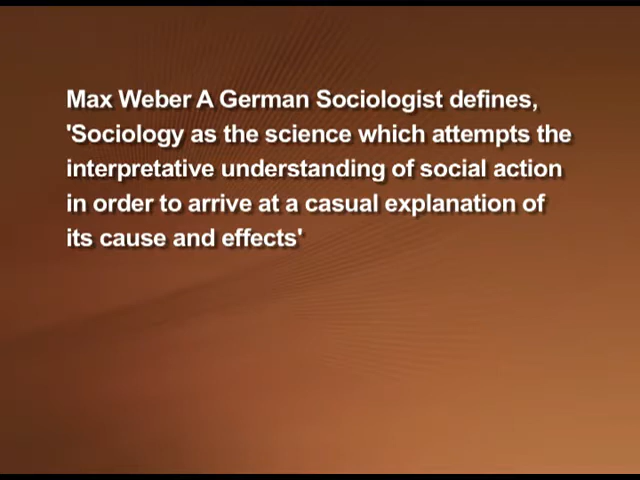 Max Weber A German Sociologist defines,
'Sociology as the science which attempts the
interpretative understanding of social action
in order to arrive at a casual explanation of
its cause and effects'